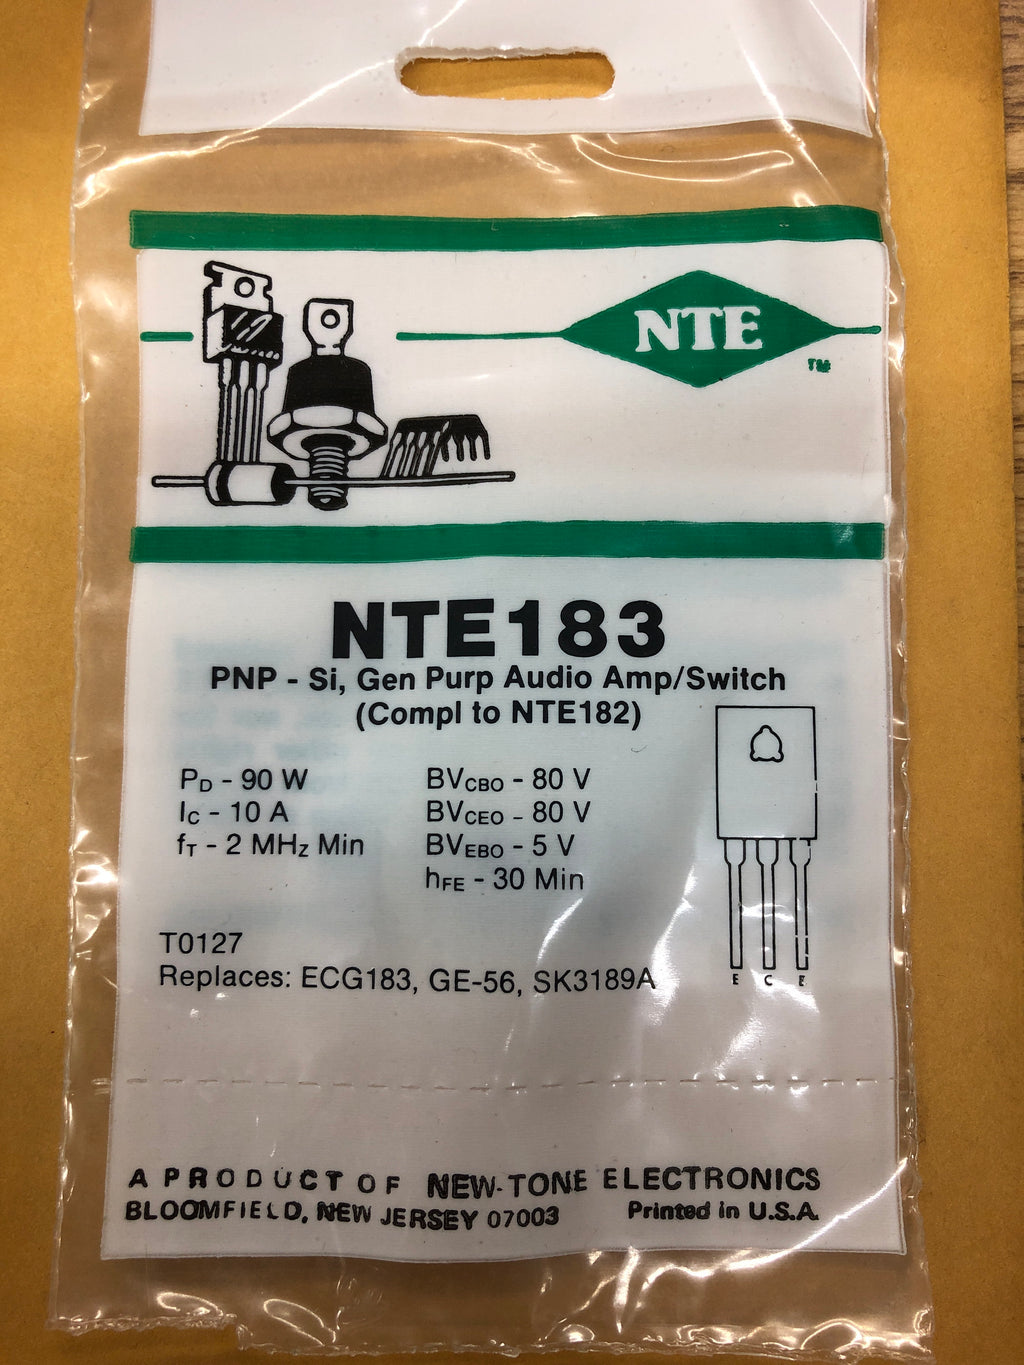 NTE
TM
NTE183
PNP - Si, Gen Purp Audio Amp/Switch
(Compl to NTE182)
PD - 90 W
IC - 10 A
fT - 2 MHz Min
BVCBO - 80 V
BVCEO - 80 V
BVEBO - 5 V
hFE - 30 Min
T0127
Replaces: ECG183, GE-56, SK3189A
E C E
A PRODUCT OF NEW-TONE ELECTRONICS
BLOOMFIELD, NEW JERSEY 07003 Printed in U.S.A.